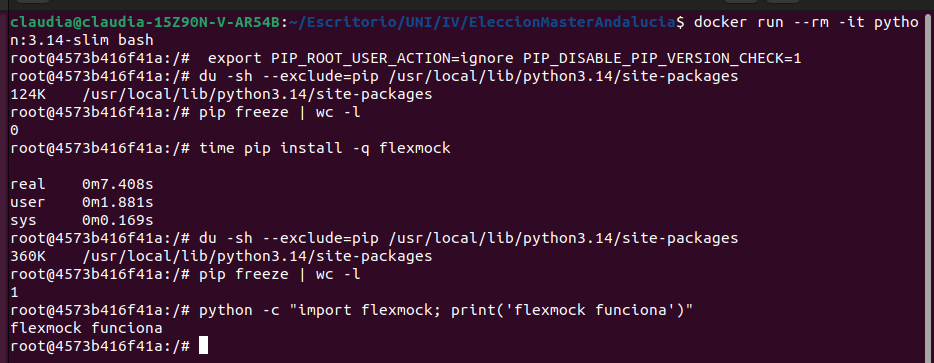 claudia@claudia-15Z90N-V-AR54B:~/Escritorio/UNI/IV/EleccionMasterAndalucia$ docker run --rm -it pytho
n:3.14-slim bash
root@4573b416f41a:/#  export PIP_ROOT_USER_ACTION=ignore PIP_DISABLE_PIP_VERSION_CHECK=1
root@4573b416f41a:/# du -sh --exclude=pip /usr/local/lib/python3.14/site-packages
124K    /usr/local/lib/python3.14/site-packages
root@4573b416f41a:/# pip freeze | wc -l
0
root@4573b416f41a:/# time pip install -q flexmock

real    0m7.408s
user    0m1.881s
sys     0m0.169s
root@4573b416f41a:/# du -sh --exclude=pip /usr/local/lib/python3.14/site-packages
360K    /usr/local/lib/python3.14/site-packages
root@4573b416f41a:/# pip freeze | wc -l
1
root@4573b416f41a:/# python -c "import flexmock; print('flexmock funciona')"
flexmock funciona
root@4573b416f41a:/#